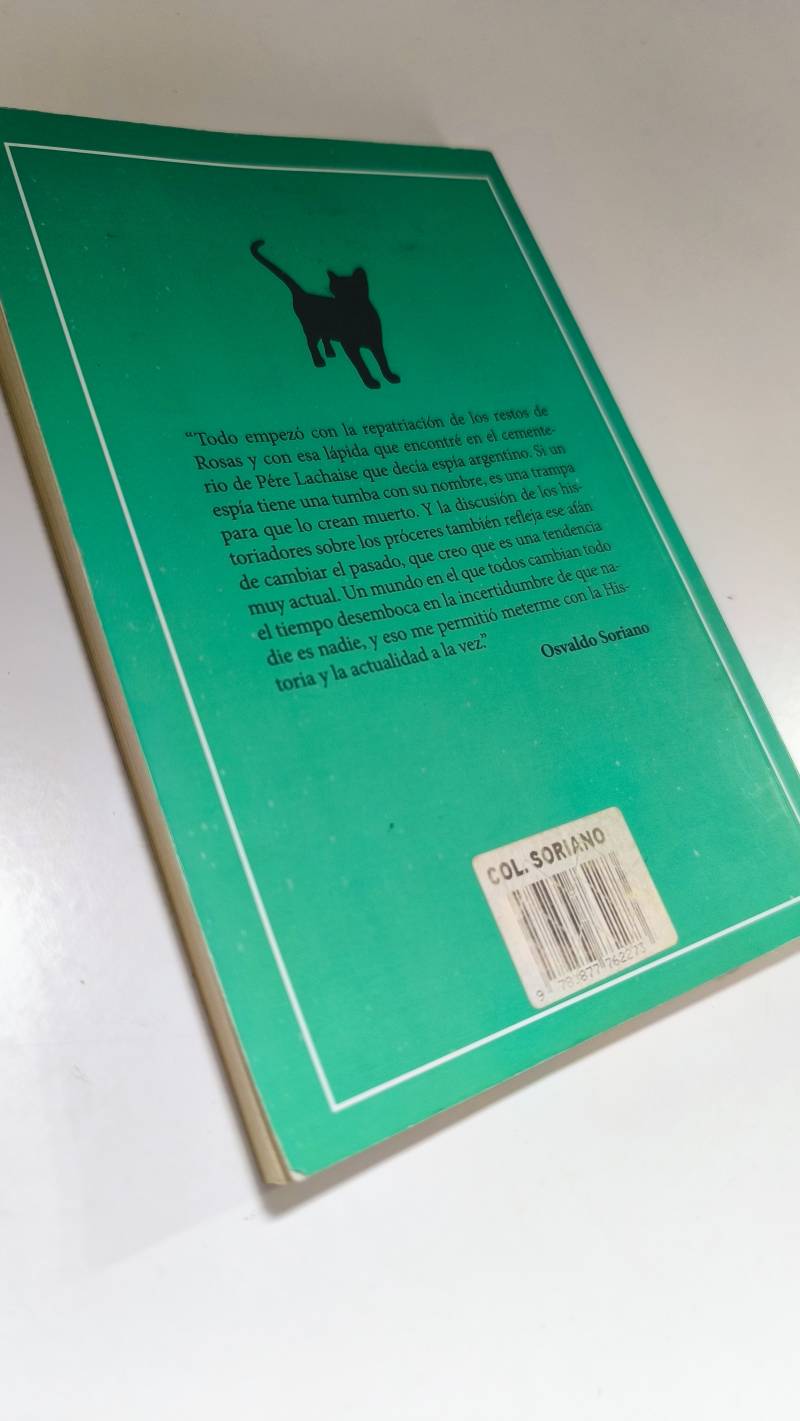 “Todo empezó con la repatriación de los restos de
Rosas y con esa lápida que encontré en el cemente-
rio de Pére Lachaise que decía espía argentino. Si un
espía tiene una tumba con su nombre, es una trampa
para que lo crean muerto. Y la discusión de los his-
toriadores sobre los próceres también refleja ese afán
de cambiar el pasado, que creo que es una tendencia
muy actual. Un mundo en el que todos cambian todo
el tiempo desemboca en la incertidumbre de que na-
die es nadie, y eso me permitió meterme con la His-
toria y la actualidad a la vez.”
Osvaldo Soriano
COL. SORIANO
9 789877 762273